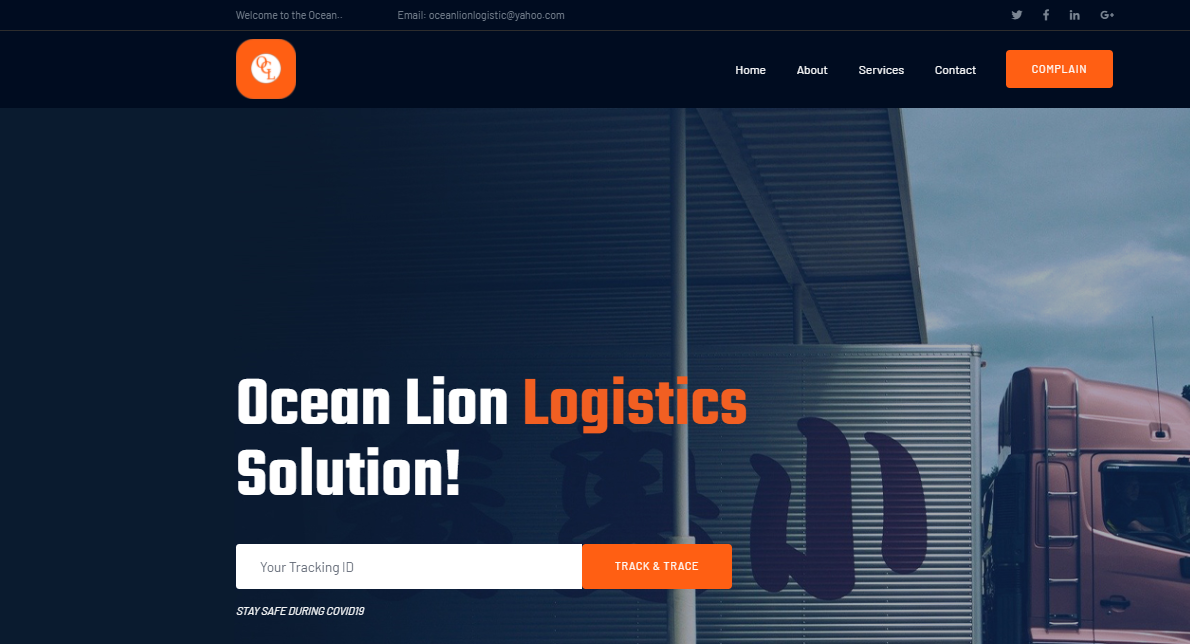 Welcome to the Ocean.. Email: oceanlionlogistic@yahoo.com
OCL
Home About Services Contact COMPLAIN
Ocean Lion Logistics
Solution!
Your Tracking ID TRACK & TRACE
STAY SAFE DURING COVID19